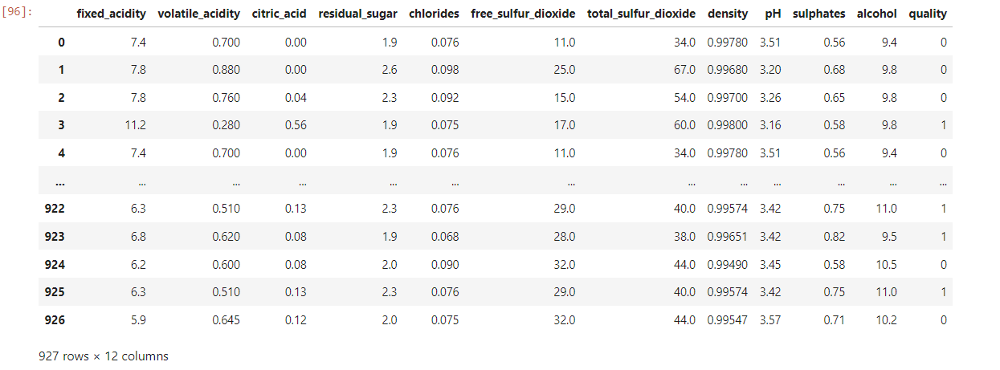 [96]: fixed_acidity volatile_acidity citric_acid residual_sugar chlorides free_sulfur_dioxide total_sulfur_dioxide density pH sulphates alcohol quality
0 7.4 0.700 0.00 1.9 0.076 11.0 34.0 0.99780 3.51 0.56 9.4 0
1 7.8 0.880 0.00 2.6 0.098 25.0 67.0 0.99680 3.20 0.68 9.8 0
2 7.8 0.760 0.04 2.3 0.092 15.0 54.0 0.99700 3.26 0.65 9.8 0
3 11.2 0.280 0.56 1.9 0.075 17.0 60.0 0.99800 3.16 0.58 9.8 1
4 7.4 0.700 0.00 1.9 0.076 11.0 34.0 0.99780 3.51 0.56 9.4 0
... ... ... ... ... ... ... ... ... ... ... ... ...
922 6.3 0.510 0.13 2.3 0.076 29.0 40.0 0.99574 3.42 0.75 11.0 1
923 6.8 0.620 0.08 1.9 0.068 28.0 38.0 0.99651 3.42 0.82 9.5 1
924 6.2 0.600 0.08 2.0 0.090 32.0 44.0 0.99490 3.45 0.58 10.5 0
925 6.3 0.510 0.13 2.3 0.076 29.0 40.0 0.99574 3.42 0.75 11.0 1
926 5.9 0.645 0.12 2.0 0.075 32.0 44.0 0.99547 3.57 0.71 10.2 0
927 rows × 12 columns